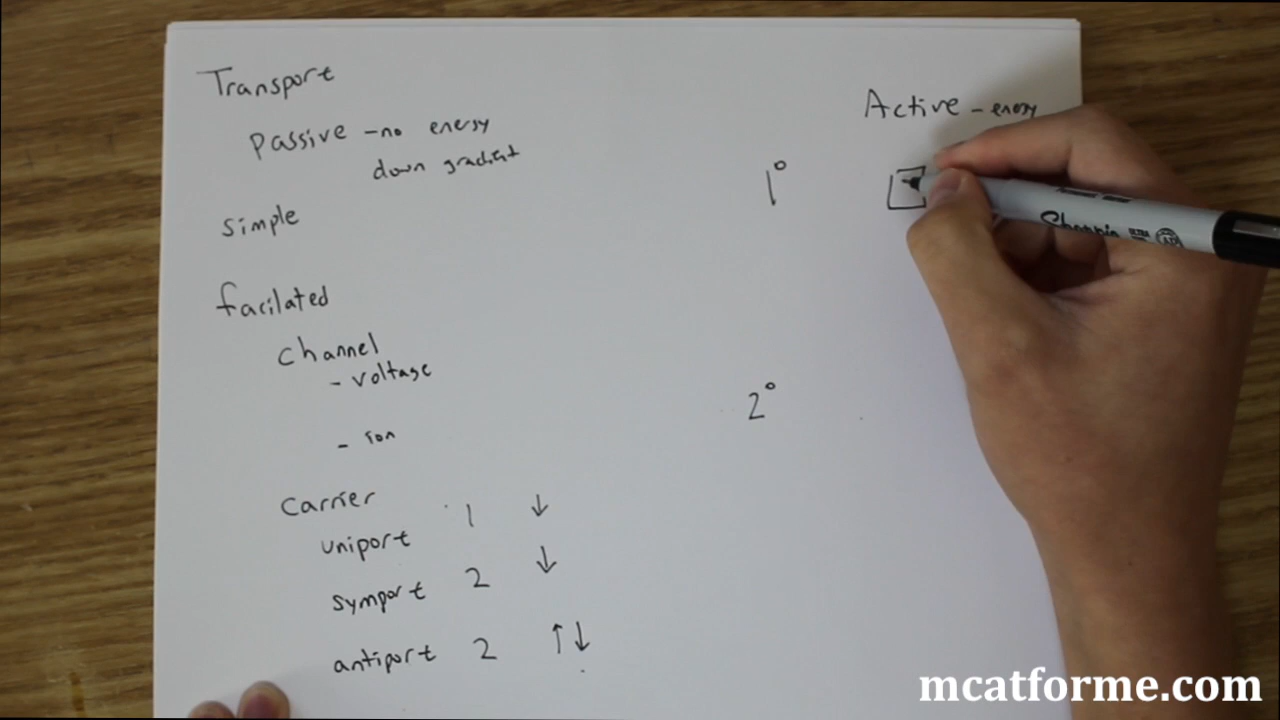 Transport
Passive - no energy
down gradient
Simple
facilated
Channel
- voltage
- ion
Carrier
uniport 1 ↓
symport 2 ↓
antiport 2 ↑↓
Active - energy
1°
2°
Sharpie
mcatforme.com